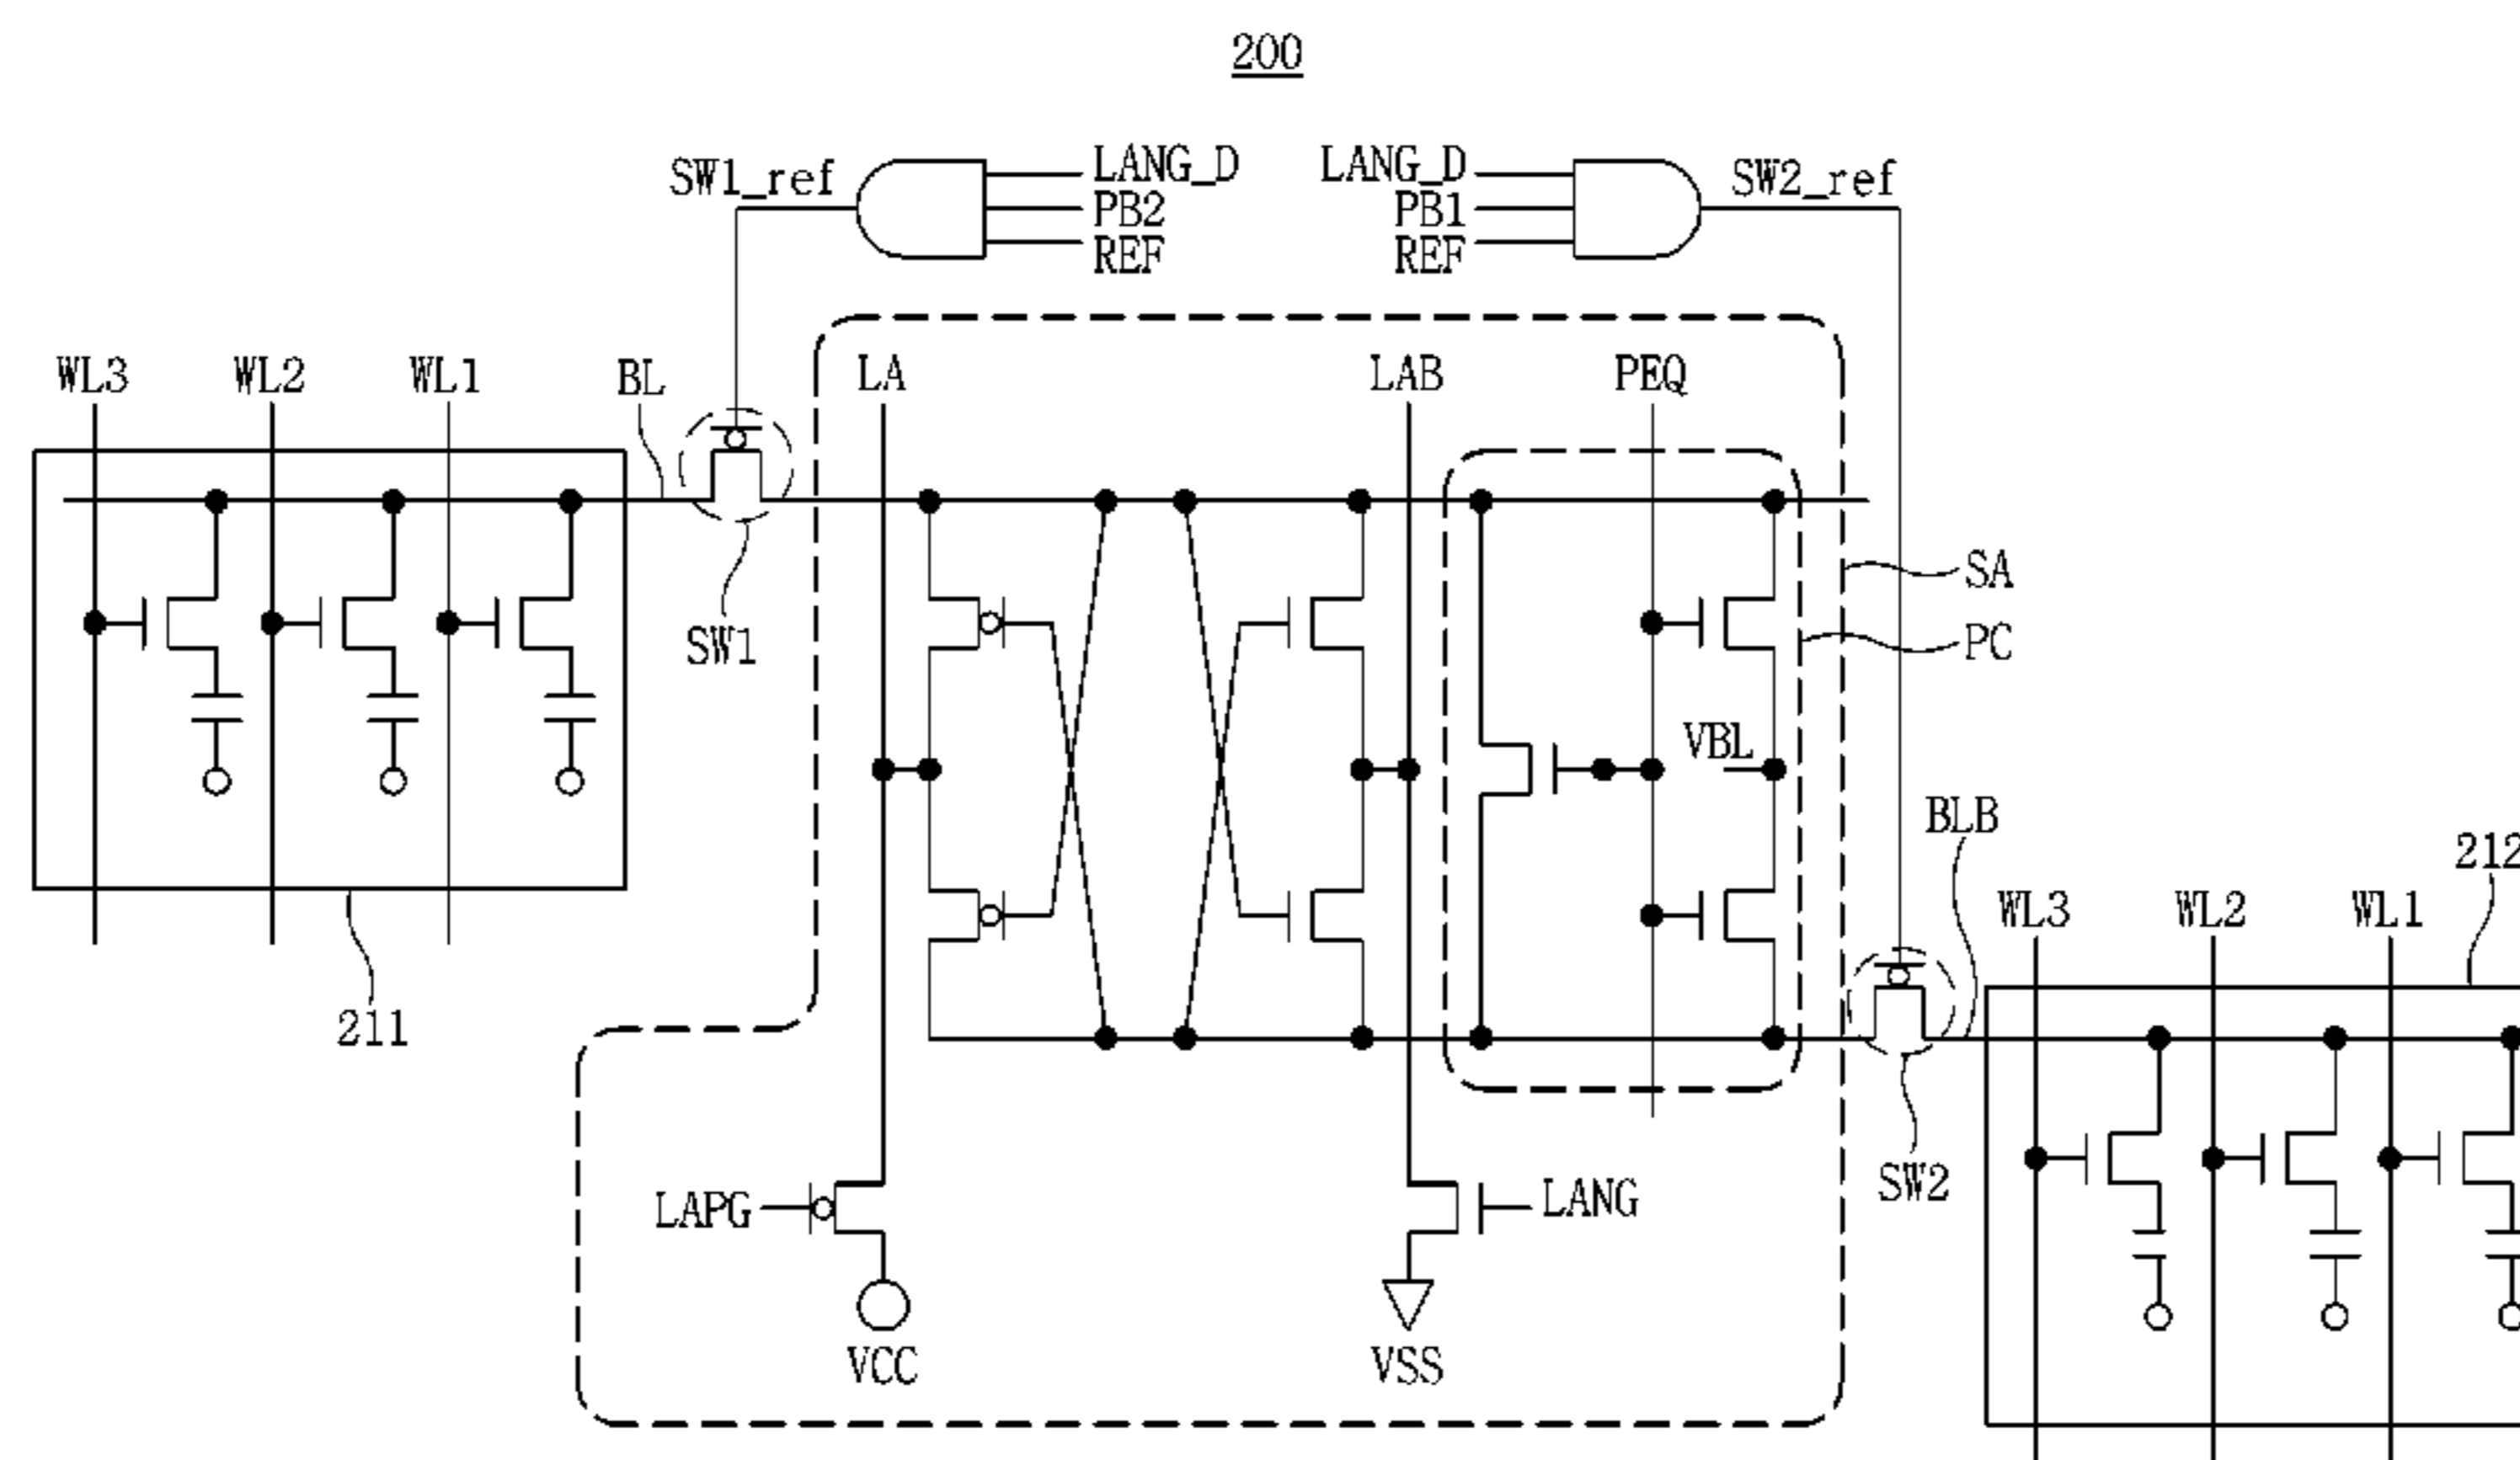 200
SW1_ref LANG_D LANG_D SW2_ref
PB2 PB1
REF REF
WL3 WL2 WL1 BL LA LAB PEQ
SA
SW1 PC
VBL
BLB
212
WL3 WL2 WL1
211
SW2
LAPG LANG
VCC VSS